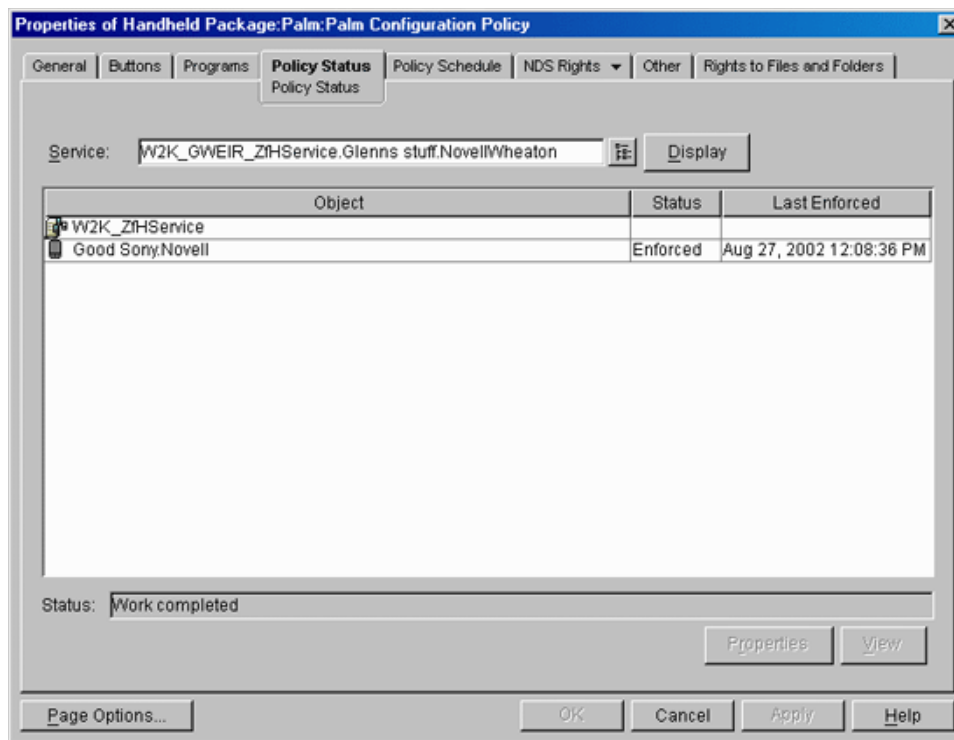 Properties of Handheld Package:Palm:Palm Configuration Policy
General Buttons Programs Policy Status Policy Schedule NDS Rights Other Rights to Files and Folders
Policy Status
Service: W2K_GWEIR_ZfHService.Glenns stuff.NovellWheaton Display
Object Status Last Enforced
W2K_ZfHService
Good Sony.Novell Enforced Aug 27, 2002 12:08:36 PM
Status: Work completed
Properties View
Page Options... OK Cancel Apply Help